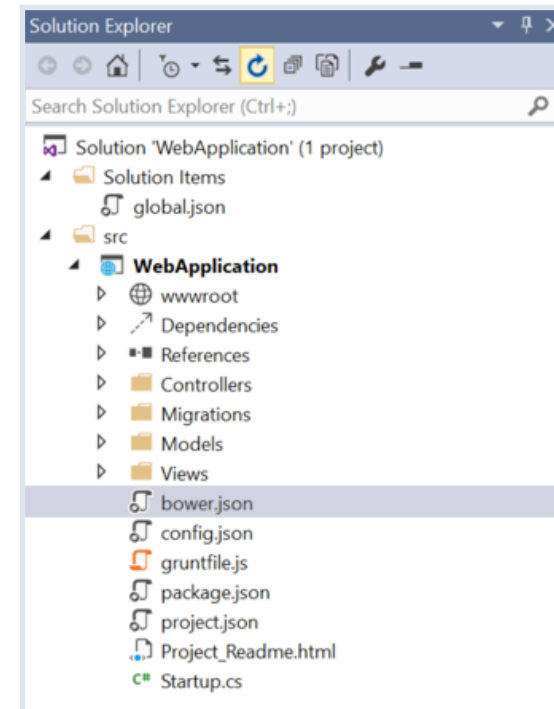 Solution Explorer
Search Solution Explorer (Ctrl+;)
Solution 'WebApplication' (1 project)
Solution Items
global.json
src
WebApplication
wwwroot
Dependencies
References
Controllers
Migrations
Models
Views
bower.json
config.json
gruntfile.js
package.json
project.json
Project_Readme.html
C# Startup.cs